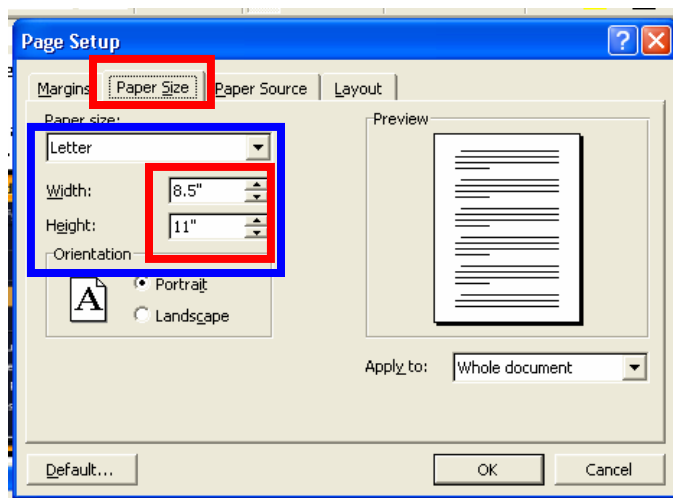 Page Setup
Margins Paper Size Paper Source Layout
Paper size: Preview
Letter
Width: 8.5"
Height: 11"
Orientation
A Portrait
Landscape
Apply to: Whole document
Default... OK Cancel